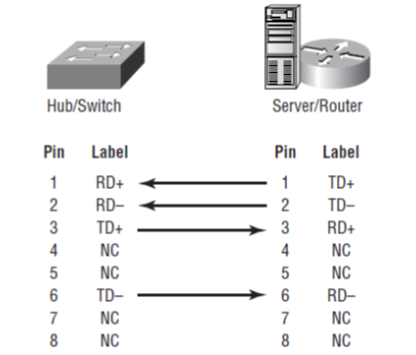 Hub/Switch Server/Router
Pin Label Pin Label
1 RD+ 1 TD+
2 RD– 2 TD–
3 TD+ 3 RD+
4 NC 4 NC
5 NC 5 NC
6 TD– 6 RD–
7 NC 7 NC
8 NC 8 NC